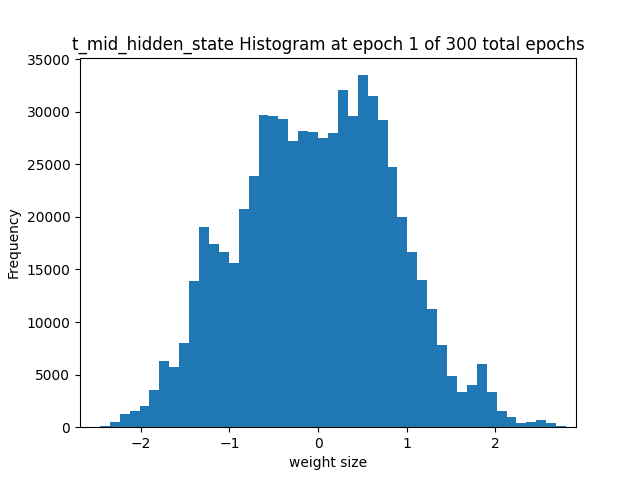 t_mid_hidden_state Histogram at epoch 1 of 300 total epochs
35000
30000
25000
20000
15000
10000
5000
0
Frequency
−2 −1 0 1 2
weight size